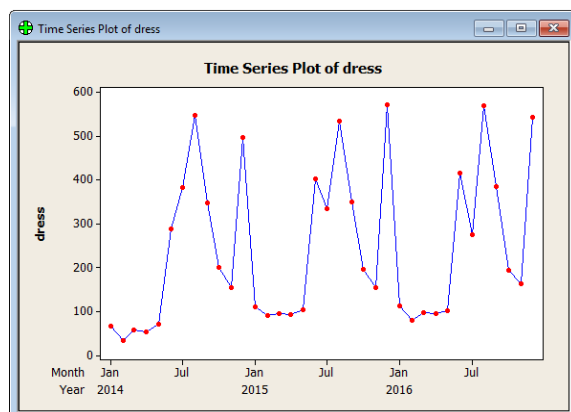 Time Series Plot of dress
Time Series Plot of dress
600
500
400
300
200
100
0
dress
Month Jan Jul Jan Jul Jan Jul
Year 2014 2015 2016